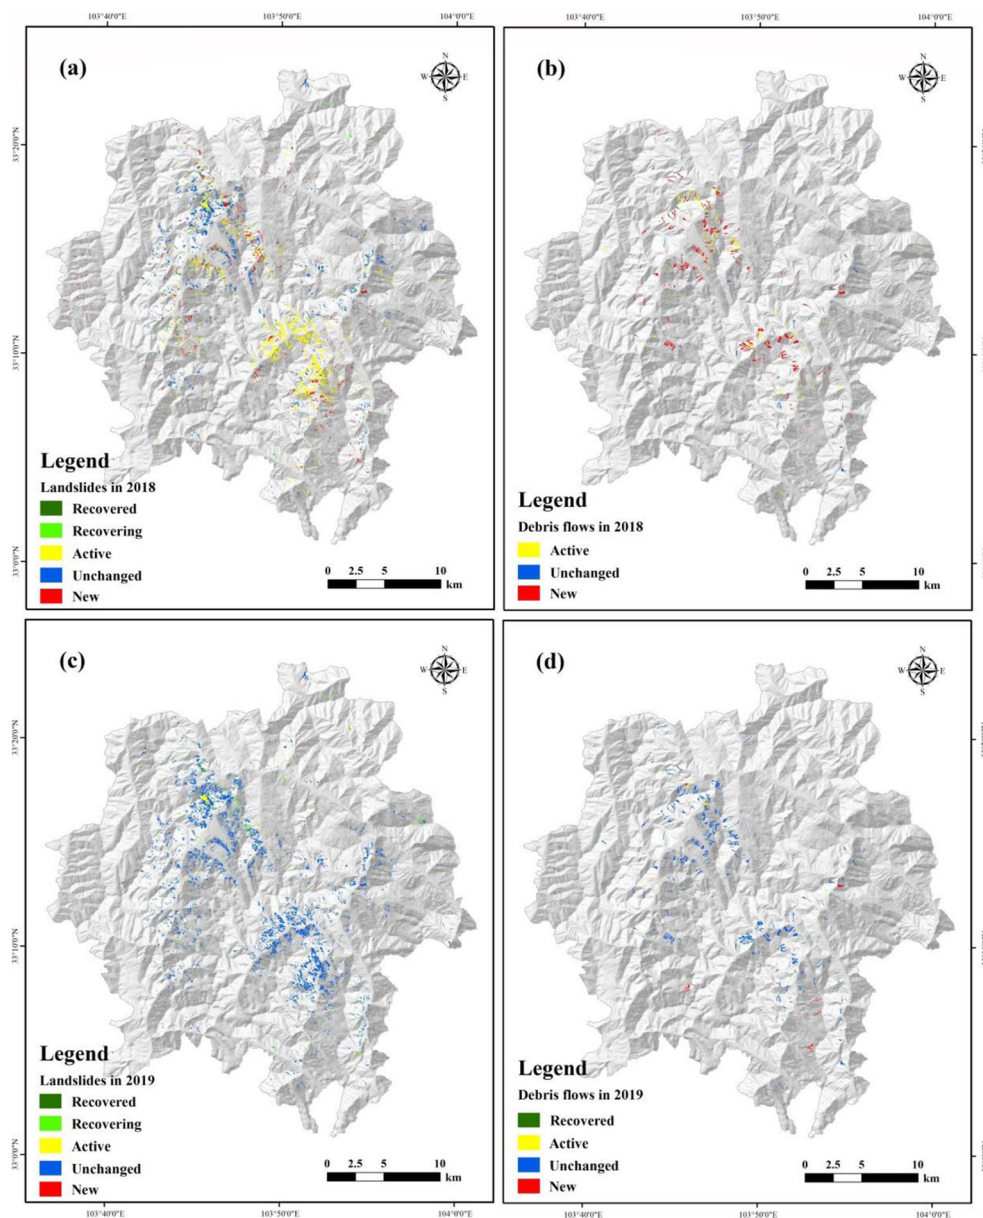 103°40'0"E 103°50'0"E 104°0'0"E 103°40'0"E 103°50'0"E 104°0'0"E
(a)
N
W E
S
33°20'0"N
33°10'0"N
33°0'0"N
Legend
Landslides in 2018
Recovered
Recovering
Active
Unchanged
New
0 2.5 5 10
km
(b)
N
W E
S
Legend
Debris flows in 2018
Active
Unchanged
New
0 2.5 5 10
km
(c)
N
W E
S
33°20'0"N
33°10'0"N
33°0'0"N
Legend
Landslides in 2019
Recovered
Recovering
Active
Unchanged
New
0 2.5 5 10
km
(d)
N
W E
S
Legend
Debris flows in 2019
Recovered
Active
Unchanged
New
0 2.5 5 10
km
103°40'0"E 103°50'0"E 104°0'0"E 103°40'0"E 103°50'0"E 104°0'0"E